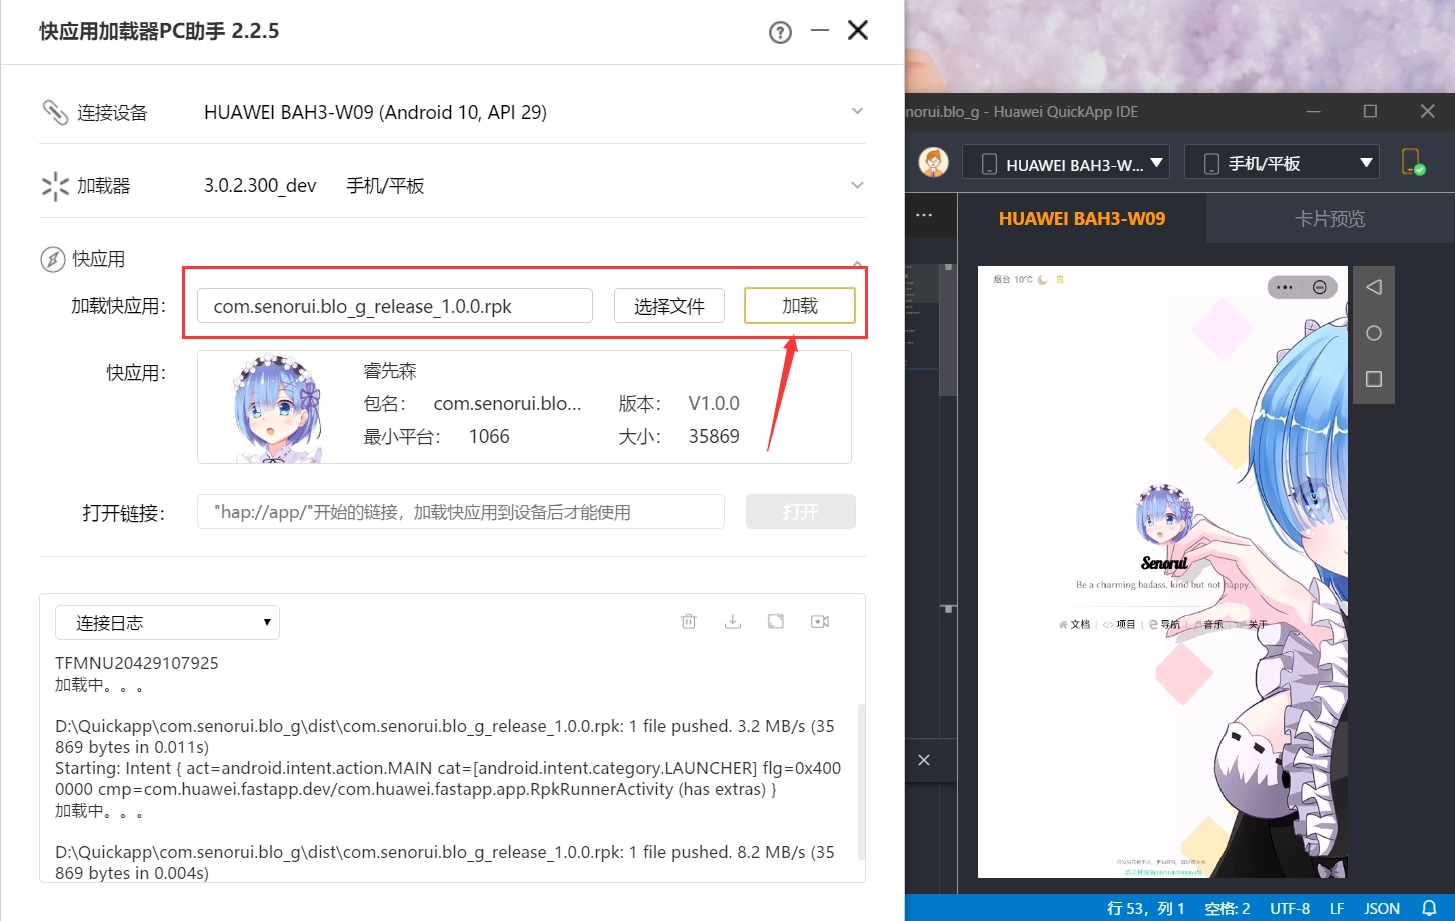 快应用加载器PC助手 2.2.5
连接设备 HUAWEI BAH3-W09 (Android 10, API 29)
加载器 3.0.2.300_dev 手机/平板
快应用
加载快应用： com.senorui.blo_g_release_1.0.0.rpk 选择文件 加载
快应用： 睿先森
包名： com.senorui.blo... 版本： V1.0.0
最小平台： 1066 大小： 35869
打开链接： "hap://app/"开始的链接，加载快应用到设备后才能使用 打开
连接日志
TFMNU20429107925
加载中。。。
D:\Quickapp\com.senorui.blo_g\dist\com.senorui.blo_g_release_1.0.0.rpk: 1 file pushed. 3.2 MB/s (35
869 bytes in 0.011s)
Starting: Intent { act=android.intent.action.MAIN cat=[android.intent.category.LAUNCHER] flg=0x400
0000 cmp=com.huawei.fastapp.dev/com.huawei.fastapp.app.RpkRunnerActivity (has extras) }
加载中。。。
D:\Quickapp\com.senorui.blo_g\dist\com.senorui.blo_g_release_1.0.0.rpk: 1 file pushed. 8.2 MB/s (35
869 bytes in 0.004s)
norui.blo_g - Huawei QuickApp IDE
HUAWEI BAH3-W... 手机/平板
HUAWEI BAH3-W09 卡片预览
烟台 10°C 良
Senorui
Be a charming badass, kind but not happy.
文档 | 项目 | 导航 | 音乐 关于
行 53，列 1 空格: 2 UTF-8 LF JSON